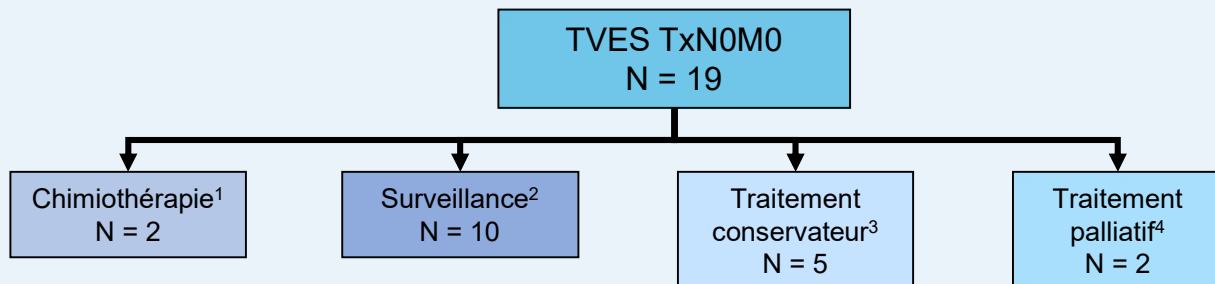 TVES TxN0M0
N = 19
Chimiothérapie¹
N = 2
Surveillance²
N = 10
Traitement
conservateur³
N = 5
Traitement
palliatif⁴
N = 2